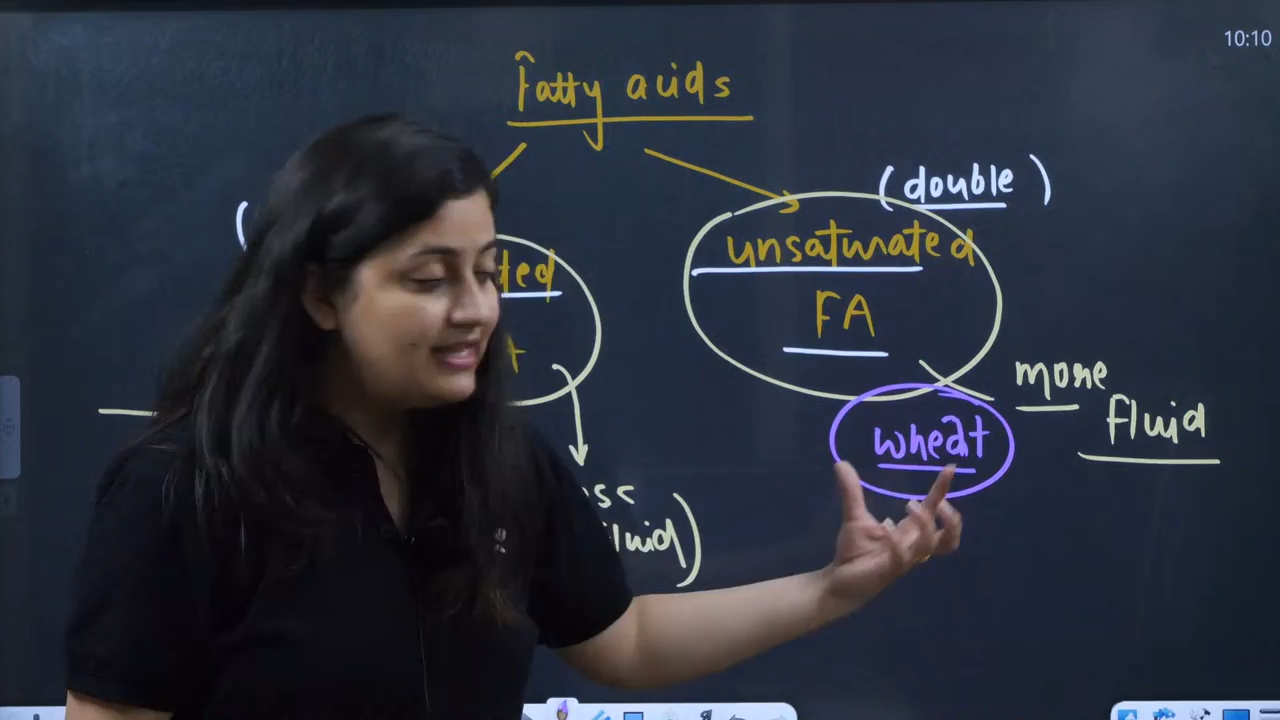 10:10
Fatty acids
(double)
(
ted
unsaturated
FA
more
fluid
wheat